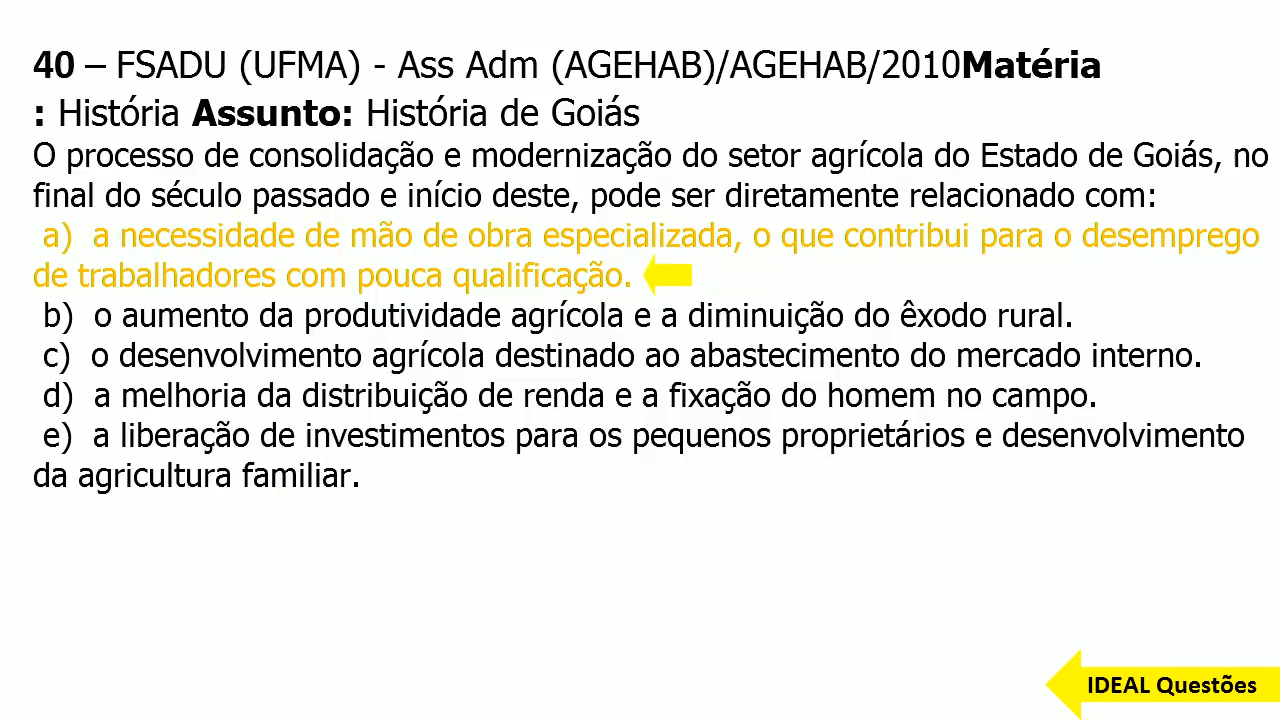 40 – FSADU (UFMA) - Ass Adm (AGEHAB)/AGEHAB/2010Matéria
: História Assunto: História de Goiás
O processo de consolidação e modernização do setor agrícola do Estado de Goiás, no
final do século passado e início deste, pode ser diretamente relacionado com:
a) a necessidade de mão de obra especializada, o que contribui para o desemprego
de trabalhadores com pouca qualificação.
b) o aumento da produtividade agrícola e a diminuição do êxodo rural.
c) o desenvolvimento agrícola destinado ao abastecimento do mercado interno.
d) a melhoria da distribuição de renda e a fixação do homem no campo.
e) a liberação de investimentos para os pequenos proprietários e desenvolvimento
da agricultura familiar.
IDEAL Questões